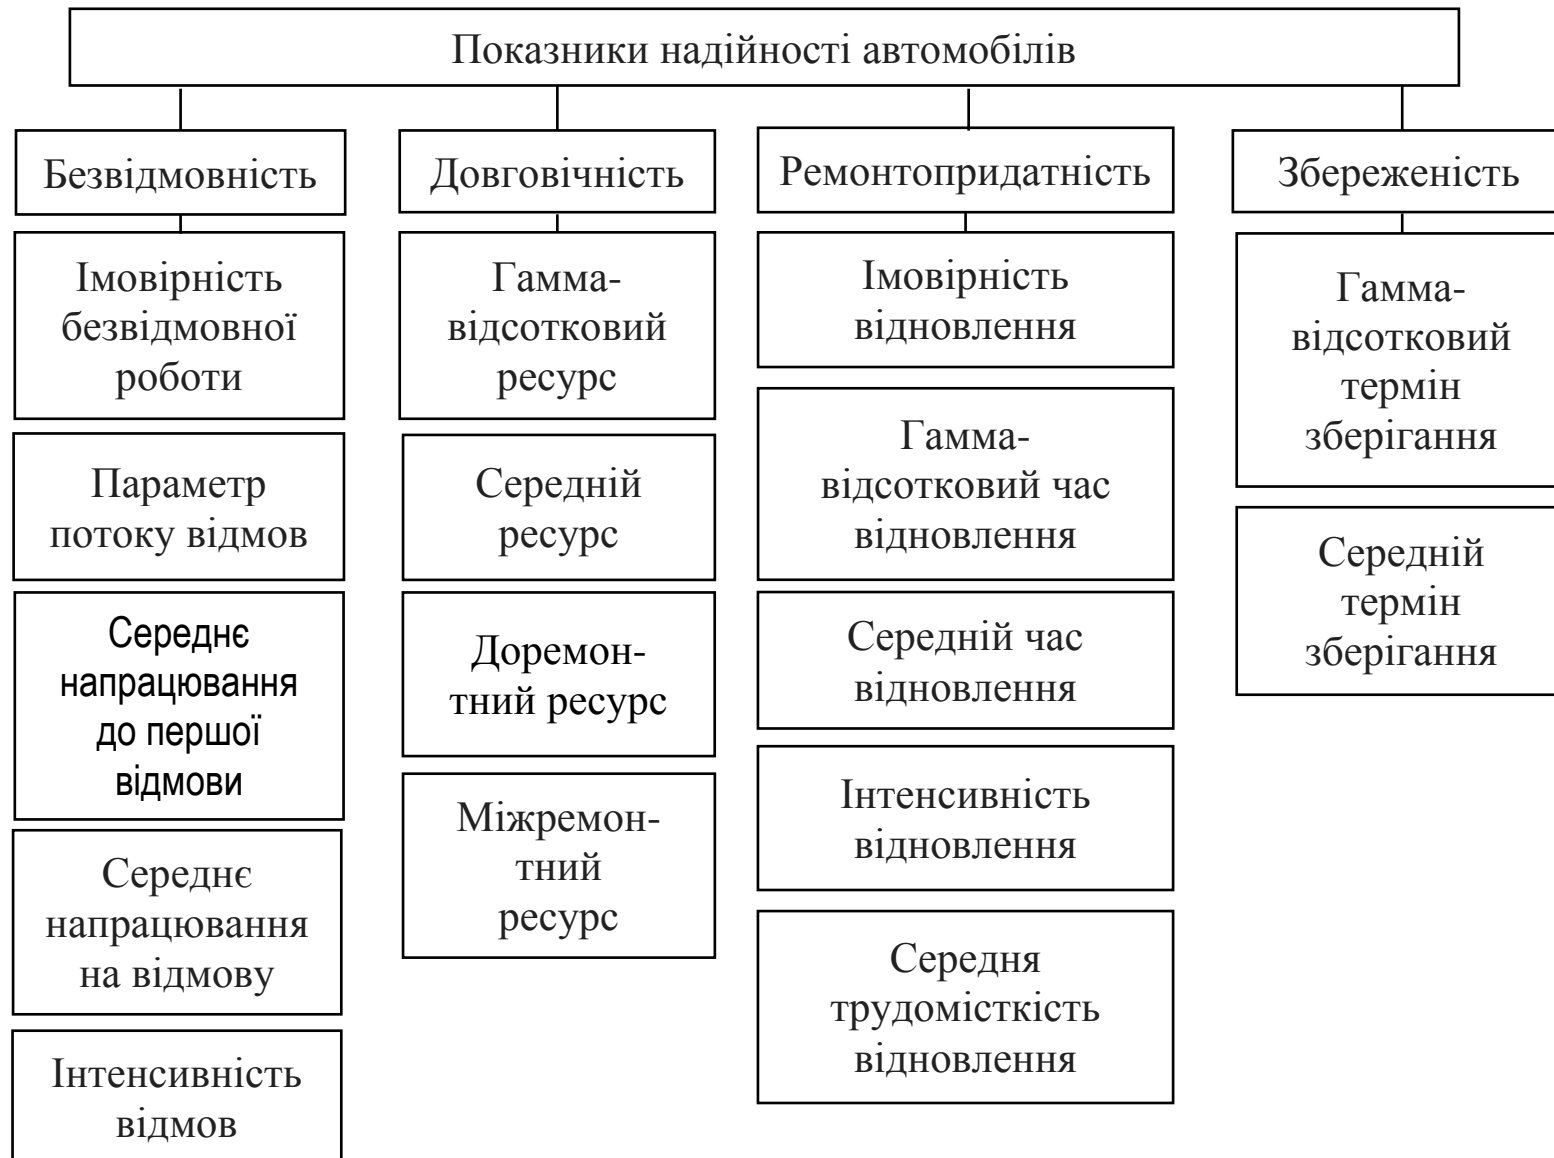 Показники надійності автомобілів
Безвідмовність
Імовірність
безвідмовної
роботи
Параметр
потоку відмов
Середнє
напрацювання
до першої
відмови
Середнє
напрацювання
на відмову
Інтенсивність
відмов
Довговічність
Гамма-
відсотковий
ресурс
Середній
ресурс
Доремон-
тний ресурс
Міжремон-
тний
ресурс
Ремонтопридатність
Імовірність
відновлення
Гамма-
відсотковий час
відновлення
Середній час
відновлення
Інтенсивність
відновлення
Середня
трудомісткість
відновлення
Збереженість
Гамма-
відсотковий
термін
зберігання
Середній
термін
зберігання